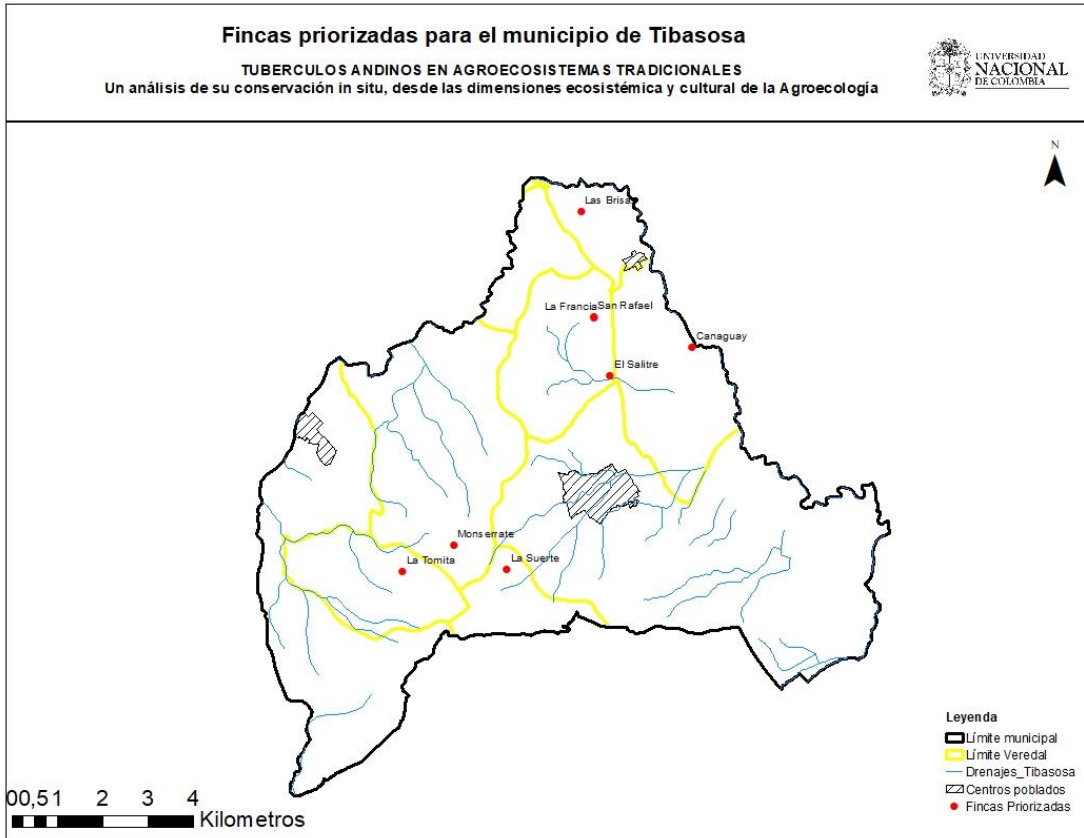 Fincas priorizadas para el municipio de Tibasosa
TUBERCULOS ANDINOS EN AGROECOSISTEMAS TRADICIONALES
Un análisis de su conservación in situ, desde las dimensiones ecosistémica y cultural de la Agroecología
UNIVERSIDAD
NACIONAL
DE COLOMBIA
N
Las Brisas
La Francia San Rafael
Canaguay
El Salitre
Monserrate
La Tomita
La Suerte
Leyenda
Límite municipal
Límite Veredal
Drenajes_Tibasosa
Centros poblados
Fincas Priorizadas
00,51 2 3 4
Kilometros